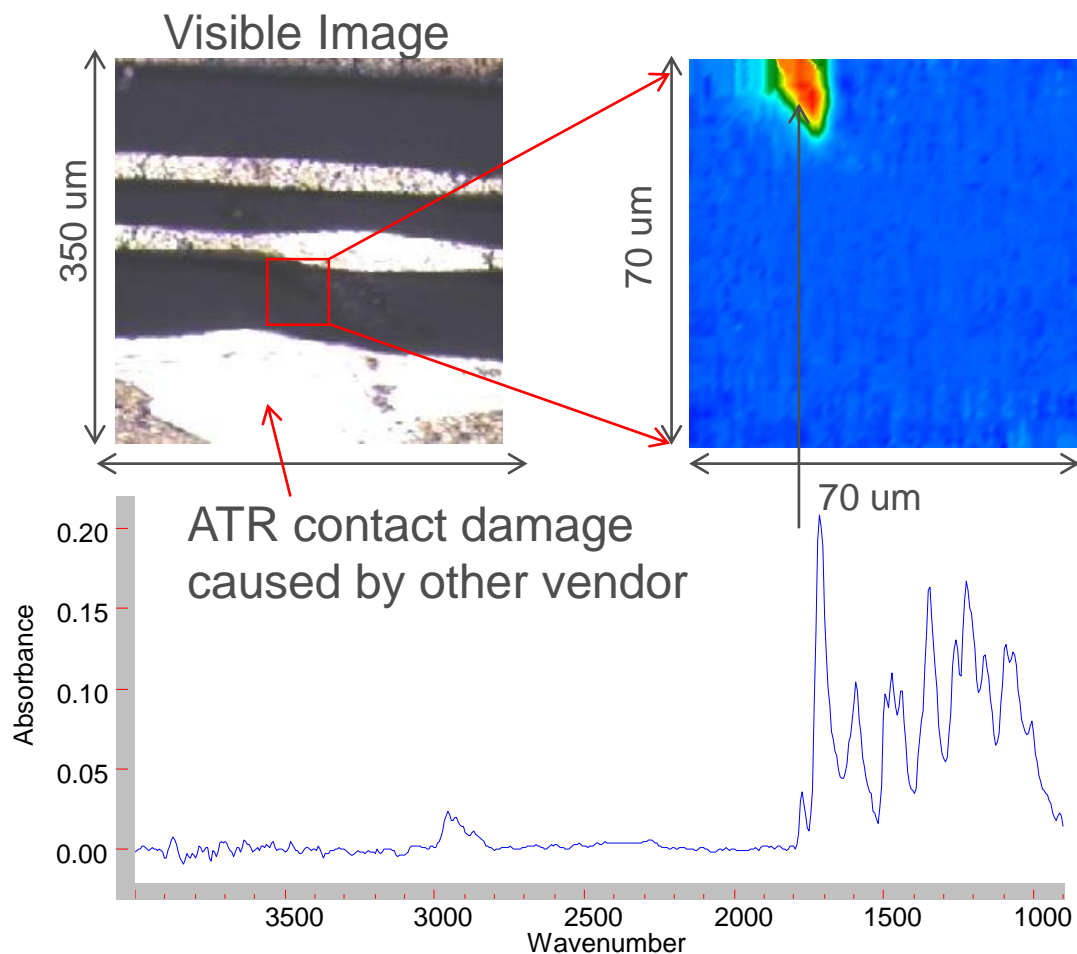 Visible Image
350 um
70 um
70 um
ATR contact damage
caused by other vendor
Absorbance
0.20
0.15
0.10
0.05
0.00
3500
3000
2500
2000
1500
1000
Wavenumber